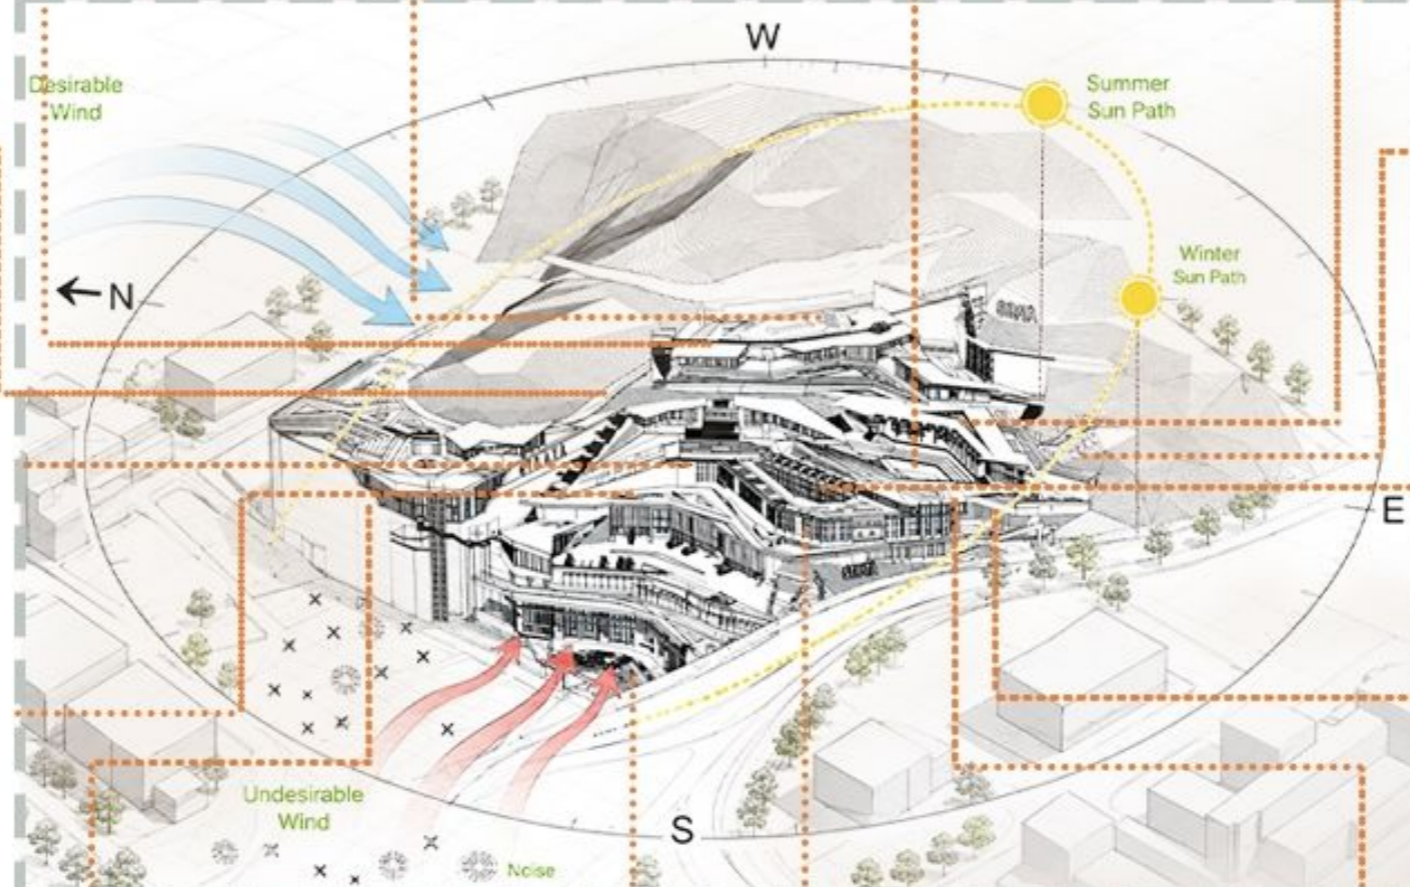 W
Desirable
Wind
Summer
Sun Path
Winter
Sun Path
N
E
Undesirable
Wind
S
Noise